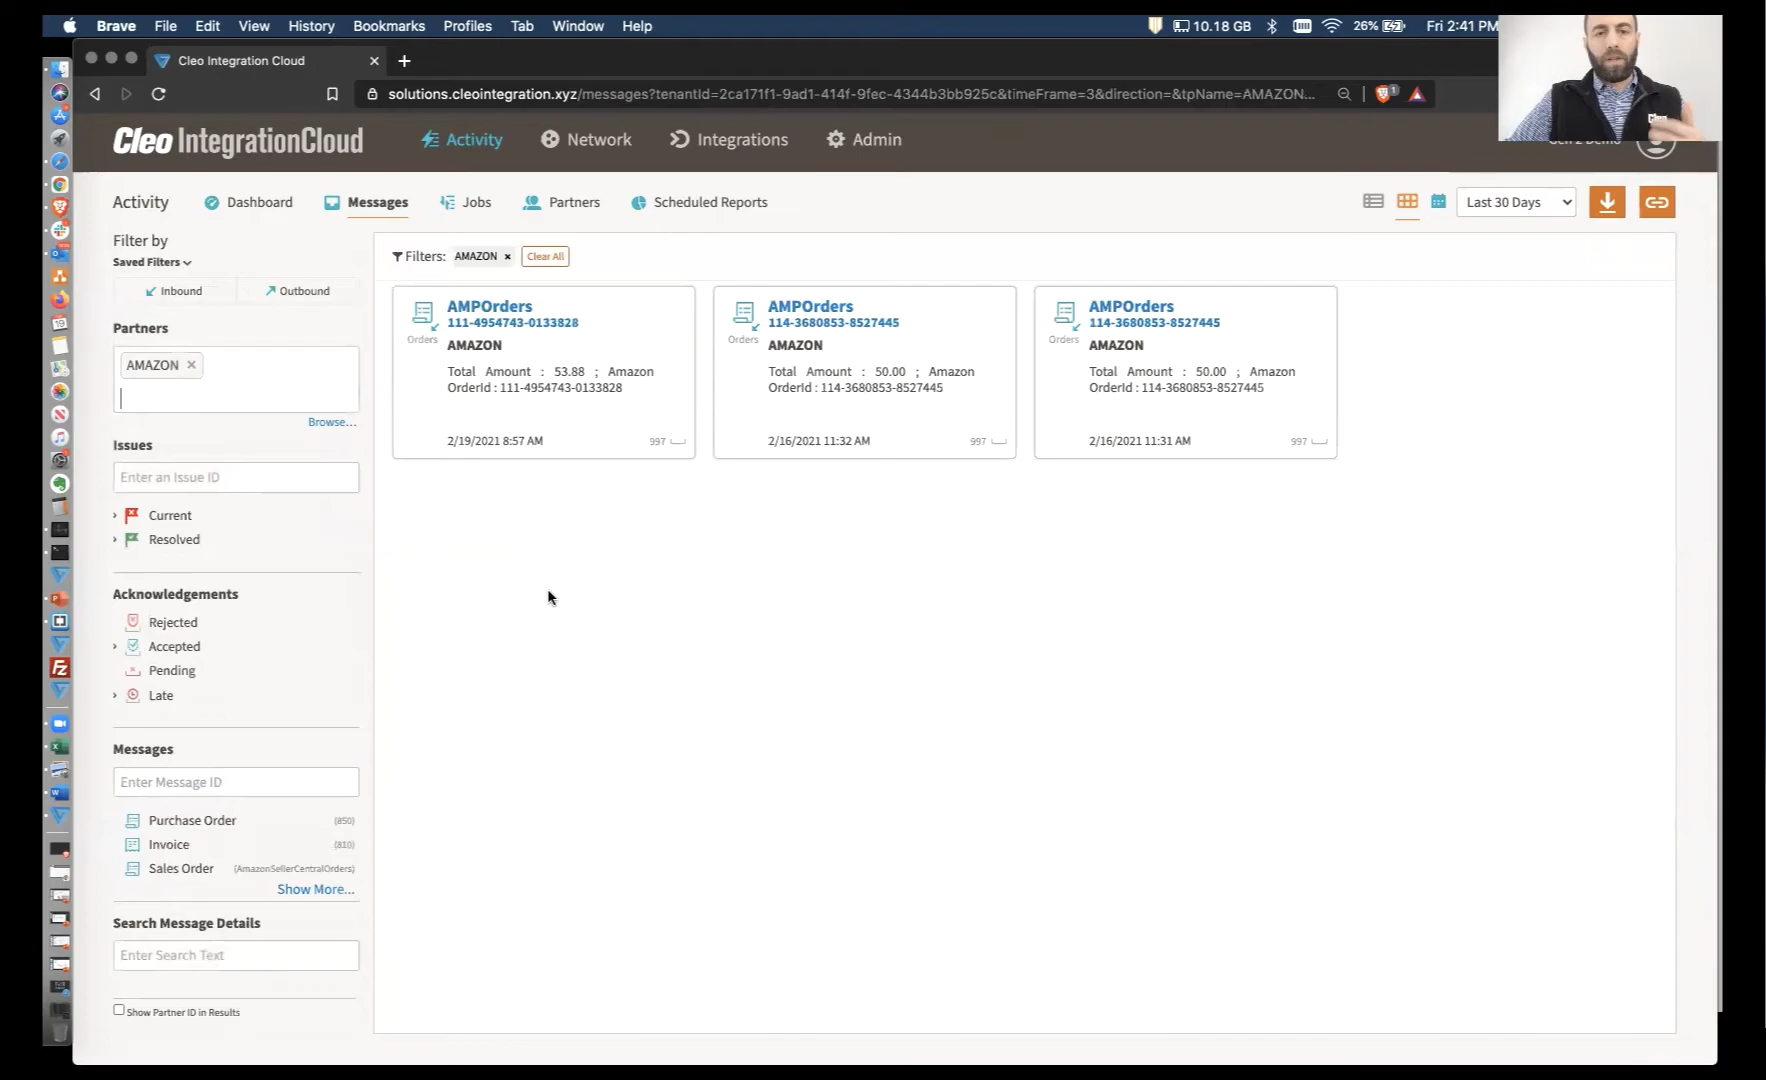 Brave File Edit View History Bookmarks Profiles Tab Window Help 10.18 GB 26% Fri 2:41 PM
Cleo Integration Cloud
solutions.cleointegration.xyz/messages?tenantId=2ca171f1-9ad1-414f-9fec-4344b3bb925c&timeFrame=3&direction=&tpName=AMAZON...
Cleo IntegrationCloud Activity Network Integrations Admin
Activity Dashboard Messages Jobs Partners Scheduled Reports Last 30 Days
Filter by
Saved Filters
Inbound Outbound
Partners
AMAZON
Browse...
Issues
Enter an Issue ID
Current
Resolved
Acknowledgements
Rejected
Accepted
Pending
Late
Messages
Enter Message ID
Purchase Order (850)
Invoice (810)
Sales Order (AmazonSellerCentralOrders)
Show More...
Search Message Details
Enter Search Text
Show Partner ID in Results
Filters: AMAZON × Clear All
AMPOrders
111-4954743-0133828
Orders
AMAZON
Total Amount : 53.88 ; Amazon
OrderId : 111-4954743-0133828
2/19/2021 8:57 AM 997
AMPOrders
114-3680853-8527445
Orders
AMAZON
Total Amount : 50.00 ; Amazon
OrderId : 114-3680853-8527445
2/16/2021 11:32 AM 997
AMPOrders
114-3680853-8527445
Orders
AMAZON
Total Amount : 50.00 ; Amazon
OrderId : 114-3680853-8527445
2/16/2021 11:31 AM 997